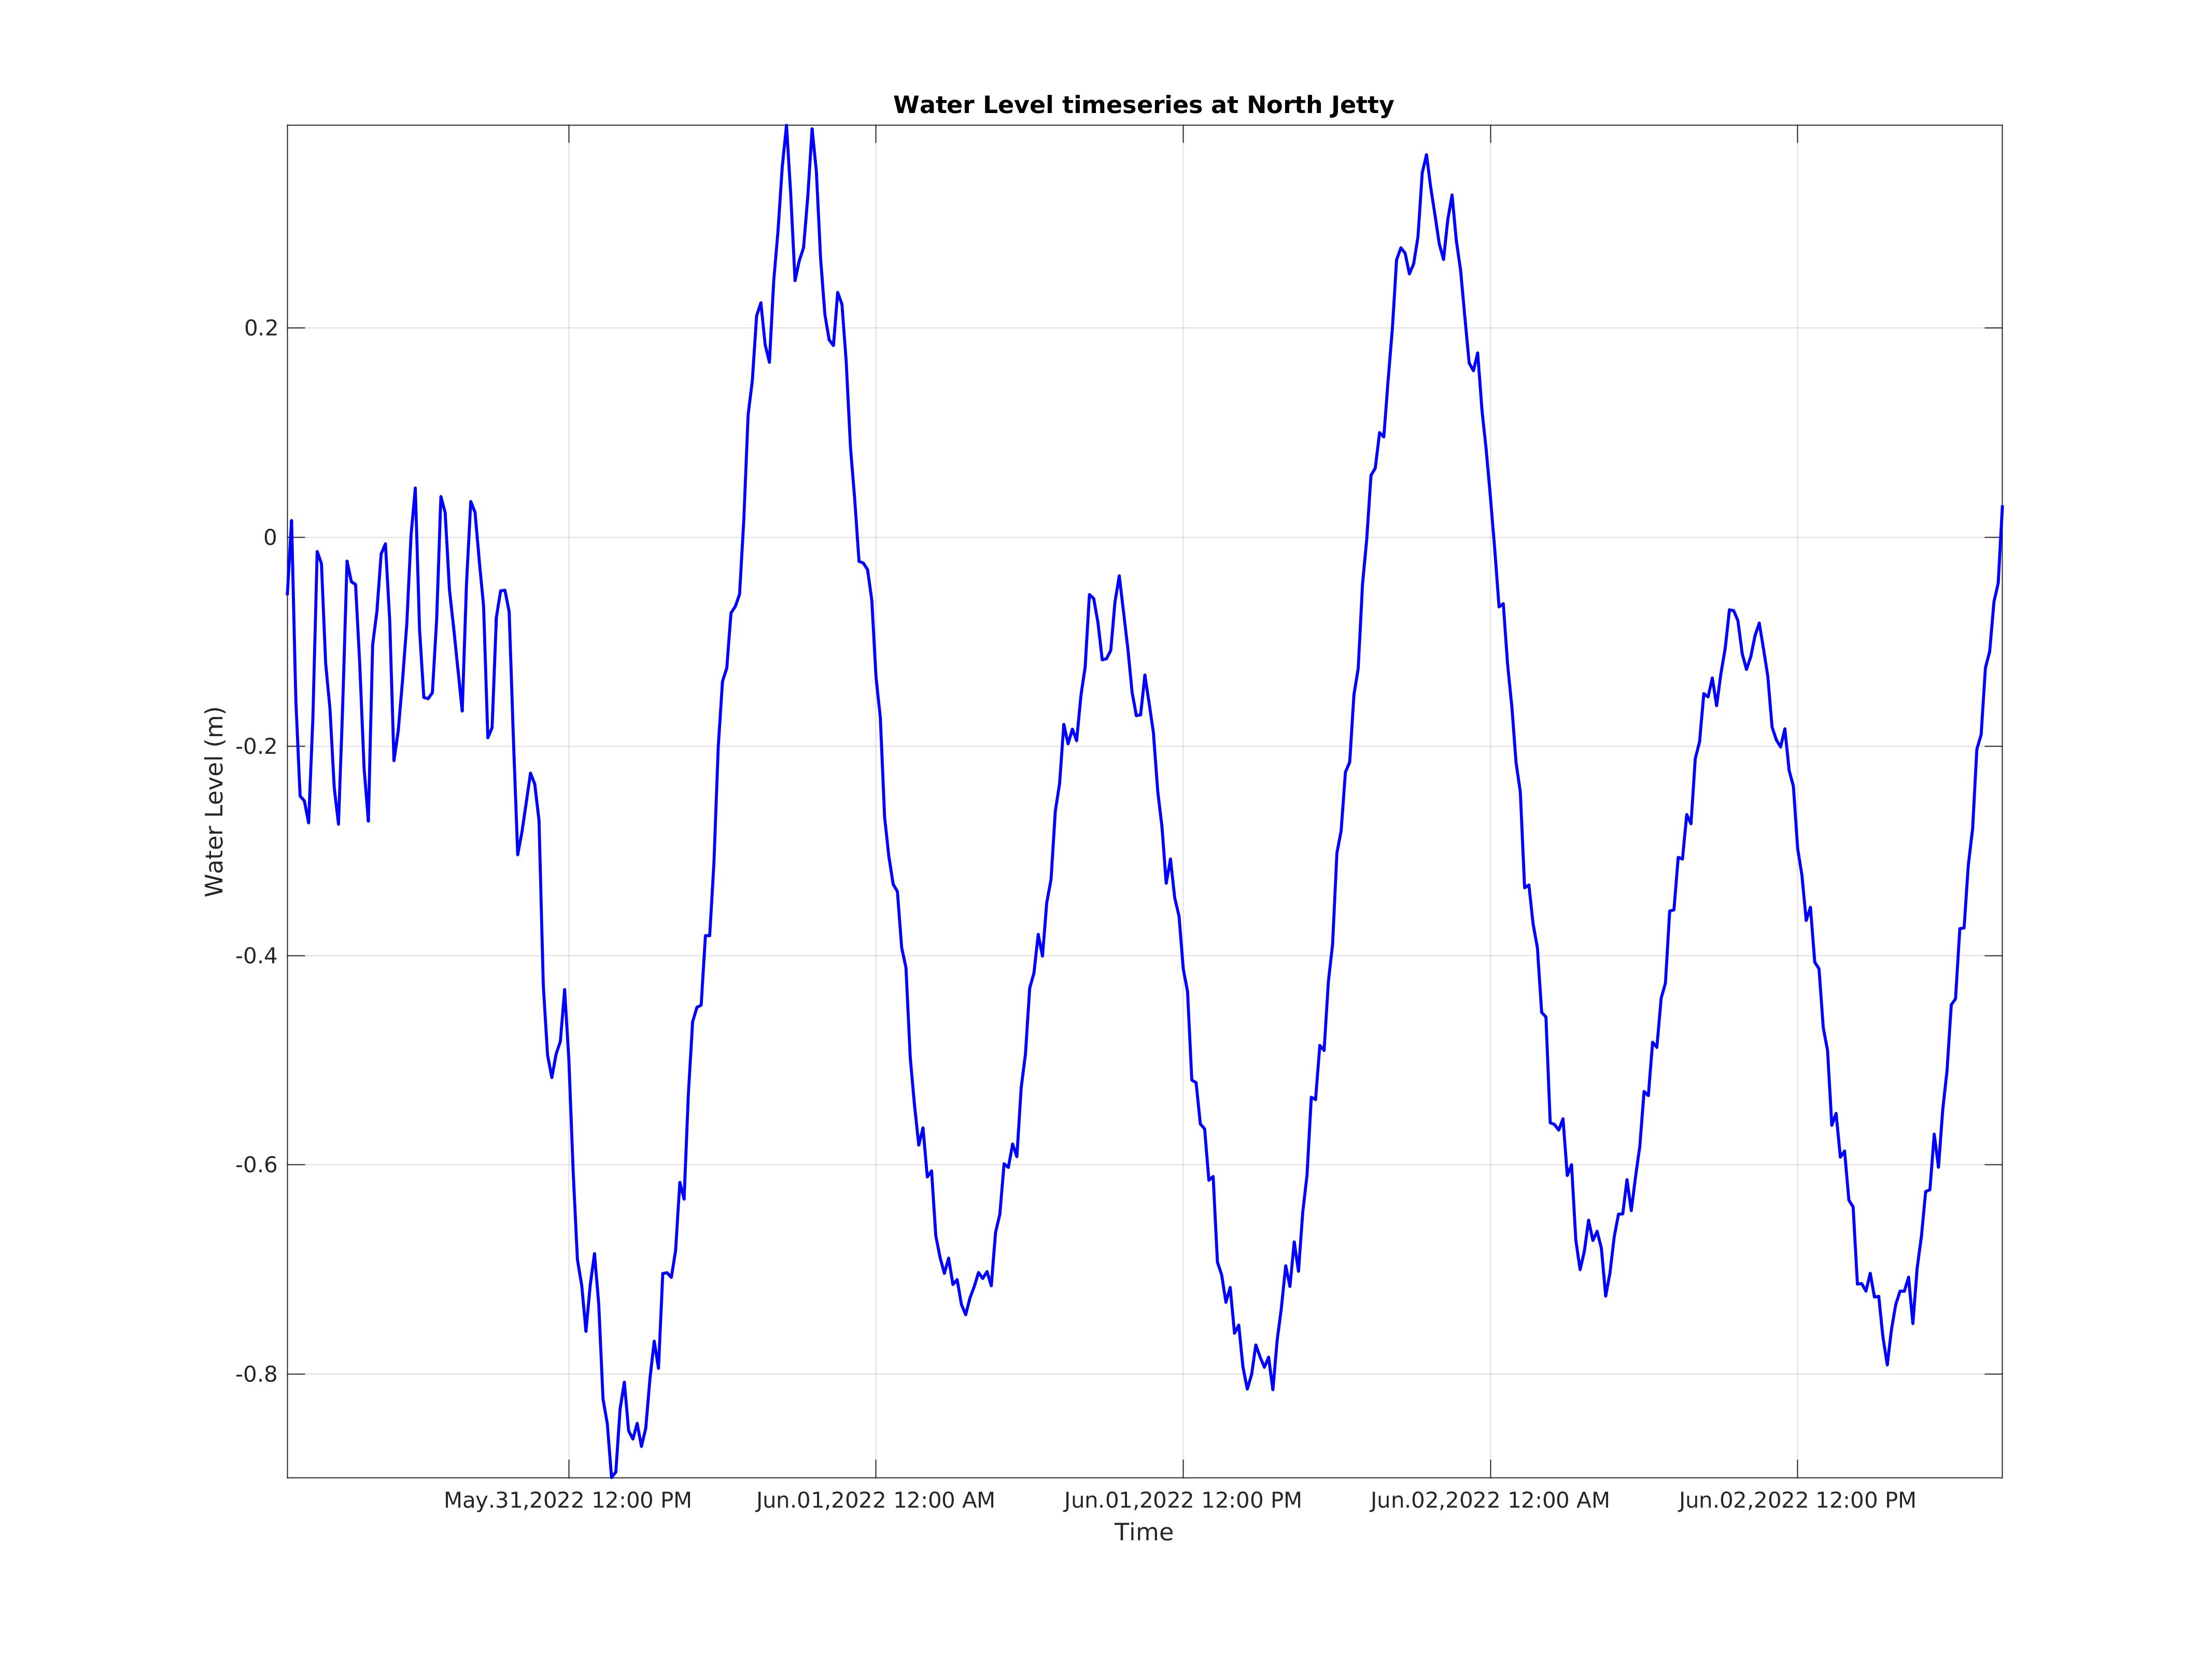 Water Level timeseries at North Jetty
0.2
0
-0.2
-0.4
-0.6
-0.8
Water Level (m)
May.31,2022 12:00 PM
Jun.01,2022 12:00 AM
Jun.01,2022 12:00 PM
Jun.02,2022 12:00 AM
Jun.02,2022 12:00 PM
Time